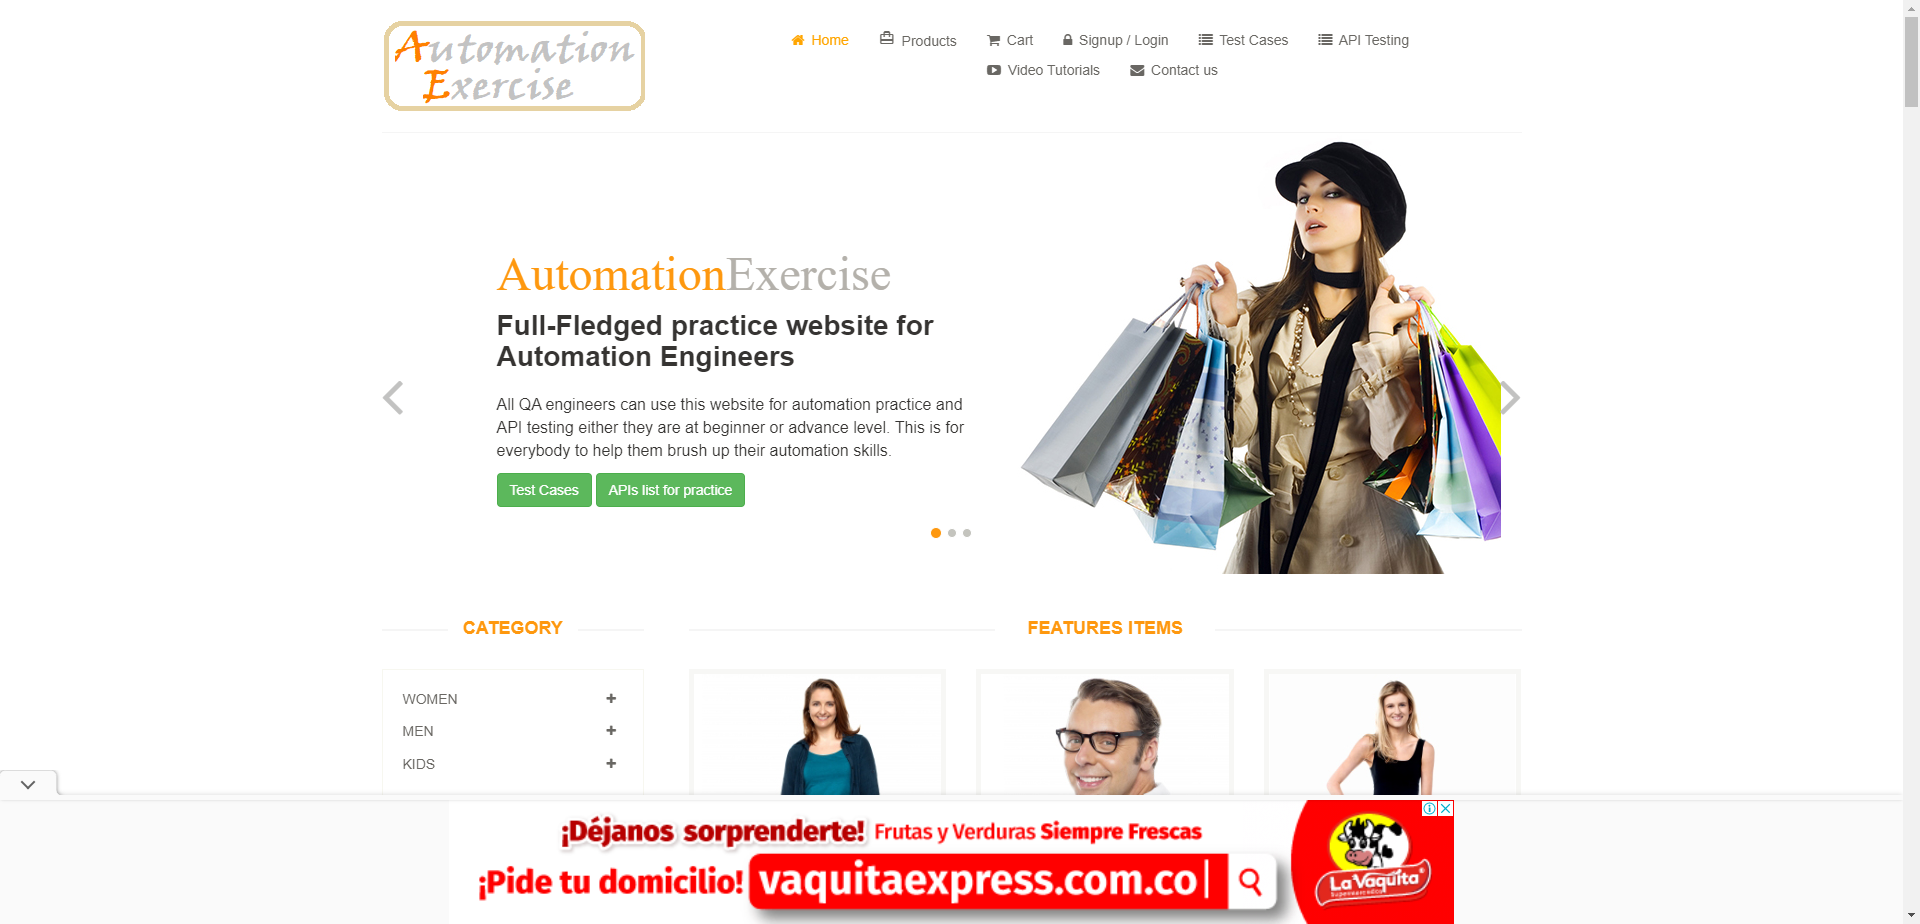 Automation
Exercise
Home
Products
Cart
Signup / Login
Test Cases
API Testing
Video Tutorials
Contact us
AutomationExercise
Full-Fledged practice website for
Automation Engineers
All QA engineers can use this website for automation practice and
API testing either they are at beginner or advance level. This is for
everybody to help them brush up their automation skills.
Test Cases
APIs list for practice
CATEGORY
WOMEN
MEN
KIDS
FEATURES ITEMS
¡Déjanos sorprenderte! Frutas y Verduras Siempre Frescas
¡Pide tu domicilio! vaquitaexpress.com.co
La Vaquita